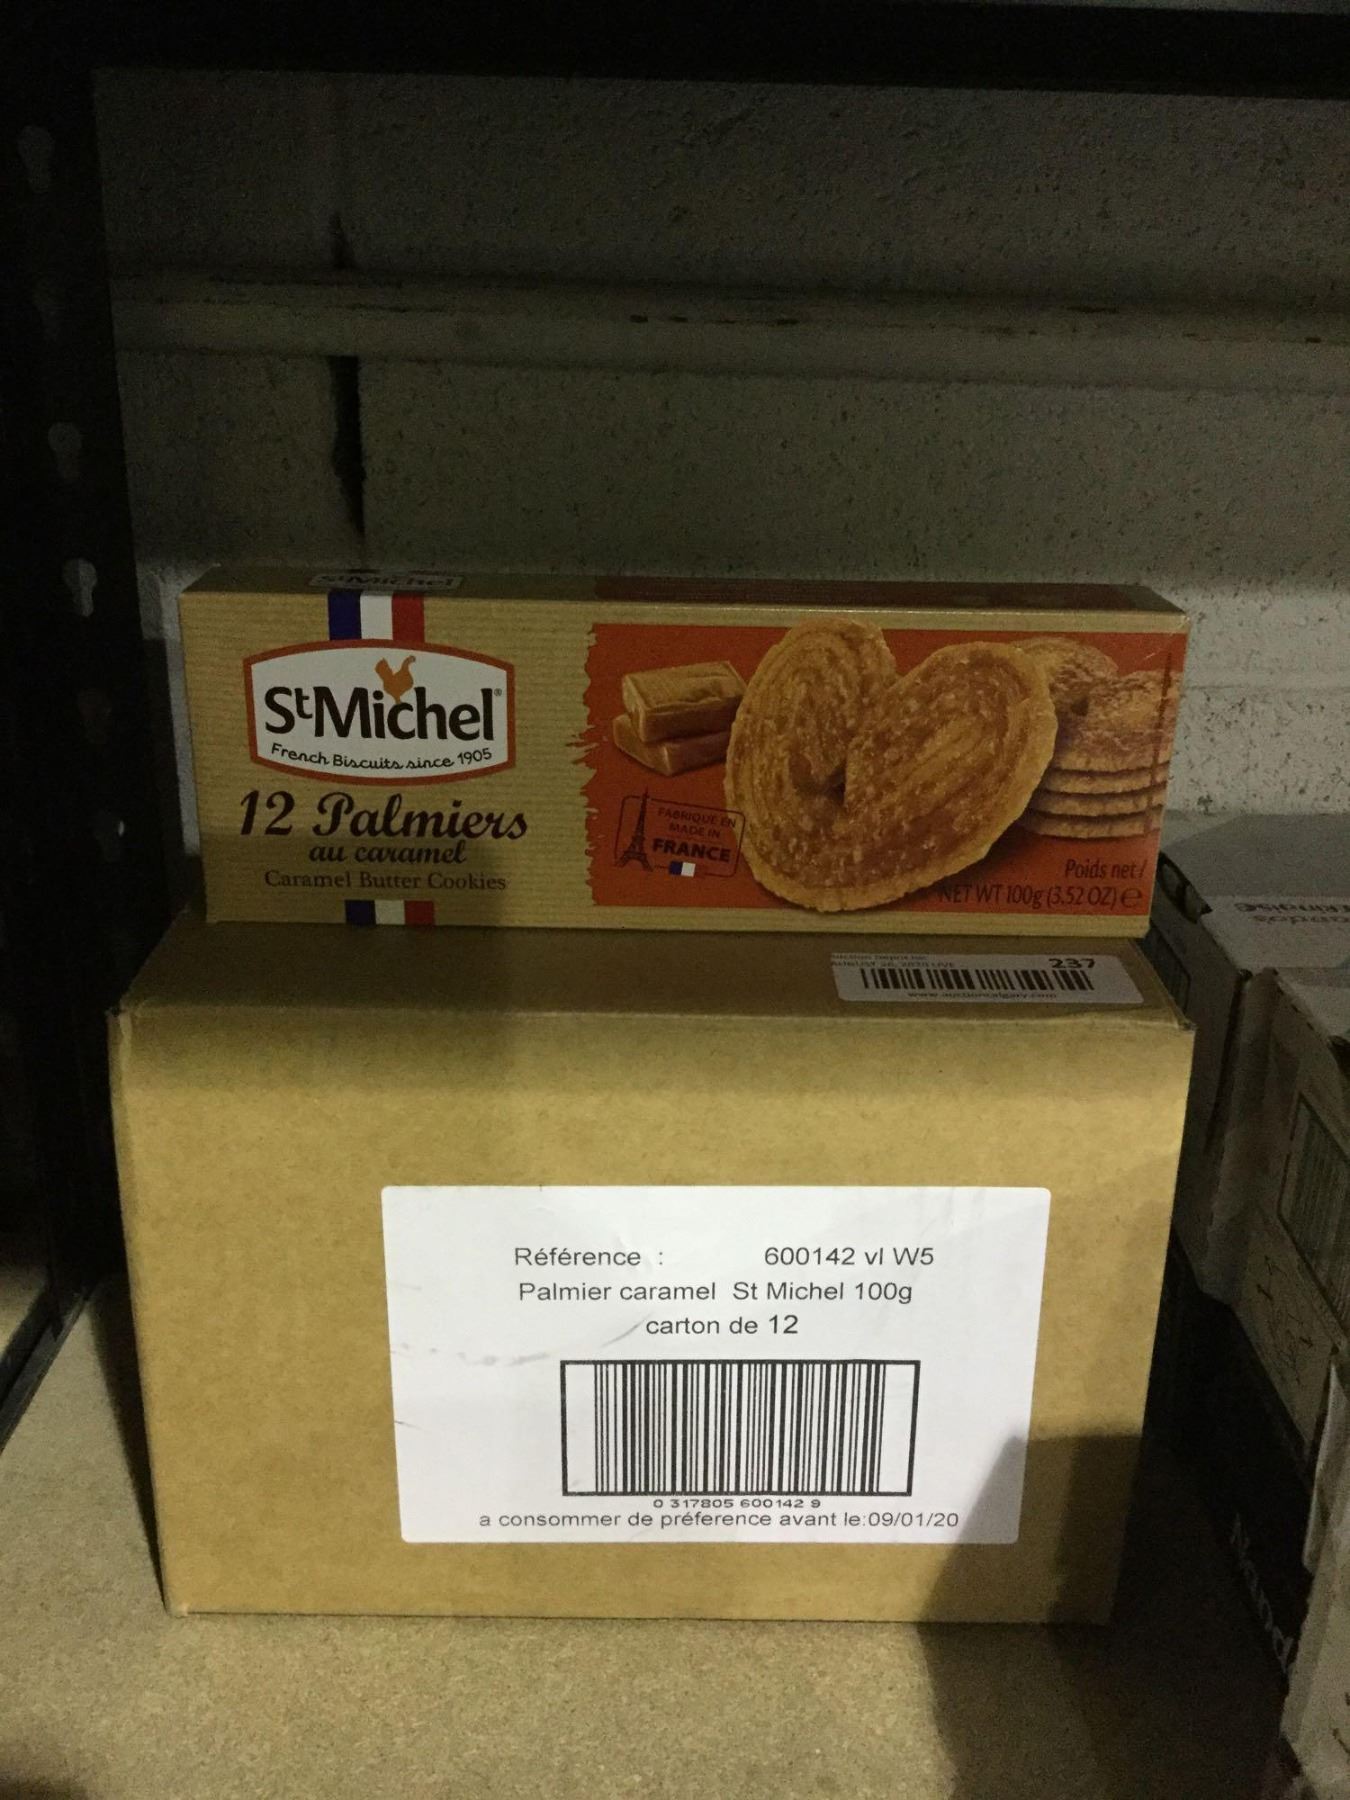 StMichel
StMichel®
French Biscuits since 1905
12 Palmiers
au caramel
Caramel Butter Cookies
FABRIQUÉ EN
MADE IN
FRANCE
Poids net /
NET WT 100g (3.52 OZ) e
237
Référence : 600142 vl W5
Palmier caramel St Michel 100g
carton de 12
0 317805 600142 9
a consommer de préference avant le:09/01/20